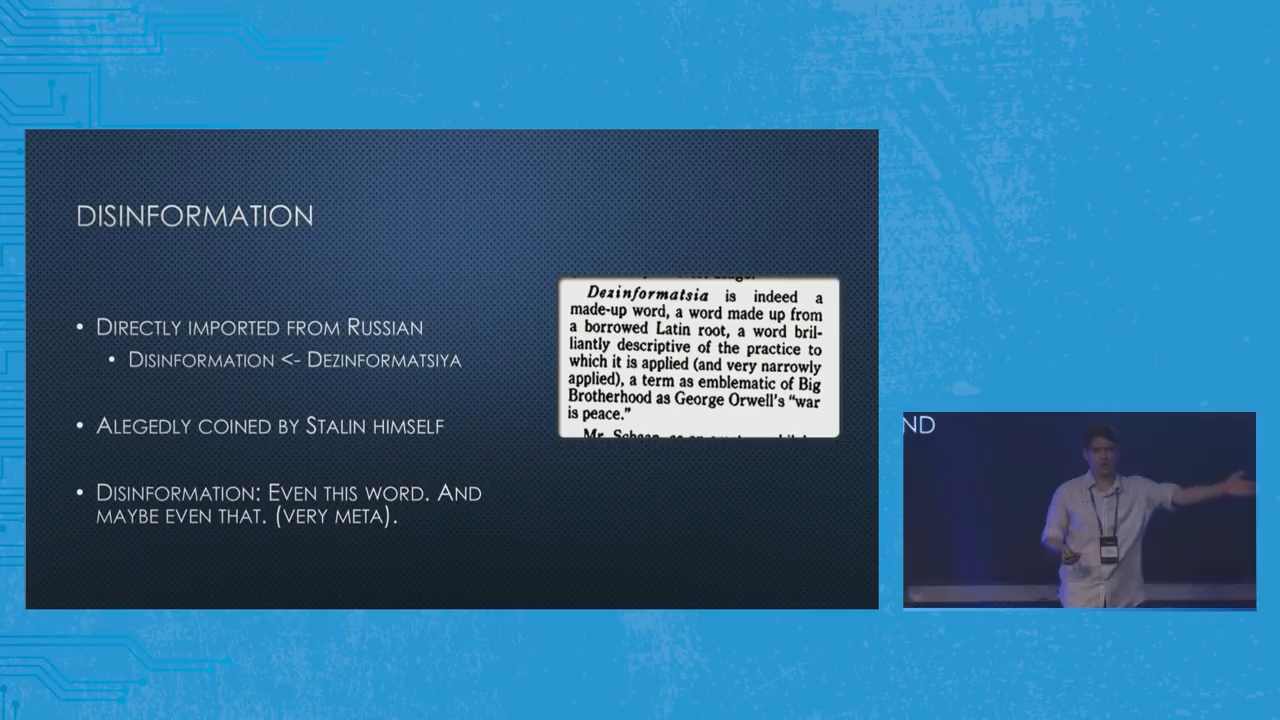 DISINFORMATION
• DIRECTLY IMPORTED FROM RUSSIAN
• DISINFORMATION <- DEZINFORMATSIYA
• ALEGEDLY COINED BY STALIN HIMSELF
• DISINFORMATION: EVEN THIS WORD. AND
MAYBE EVEN THAT. (VERY META).
usage.
Dezinformatsia is indeed a
made-up word, a word made up from
a borrowed Latin root, a word bril-
liantly descriptive of the practice to
which it is applied (and very narrowly
applied), a term as emblematic of Big
Brotherhood as George Orwell's "war
is peace."
Mr.
ND